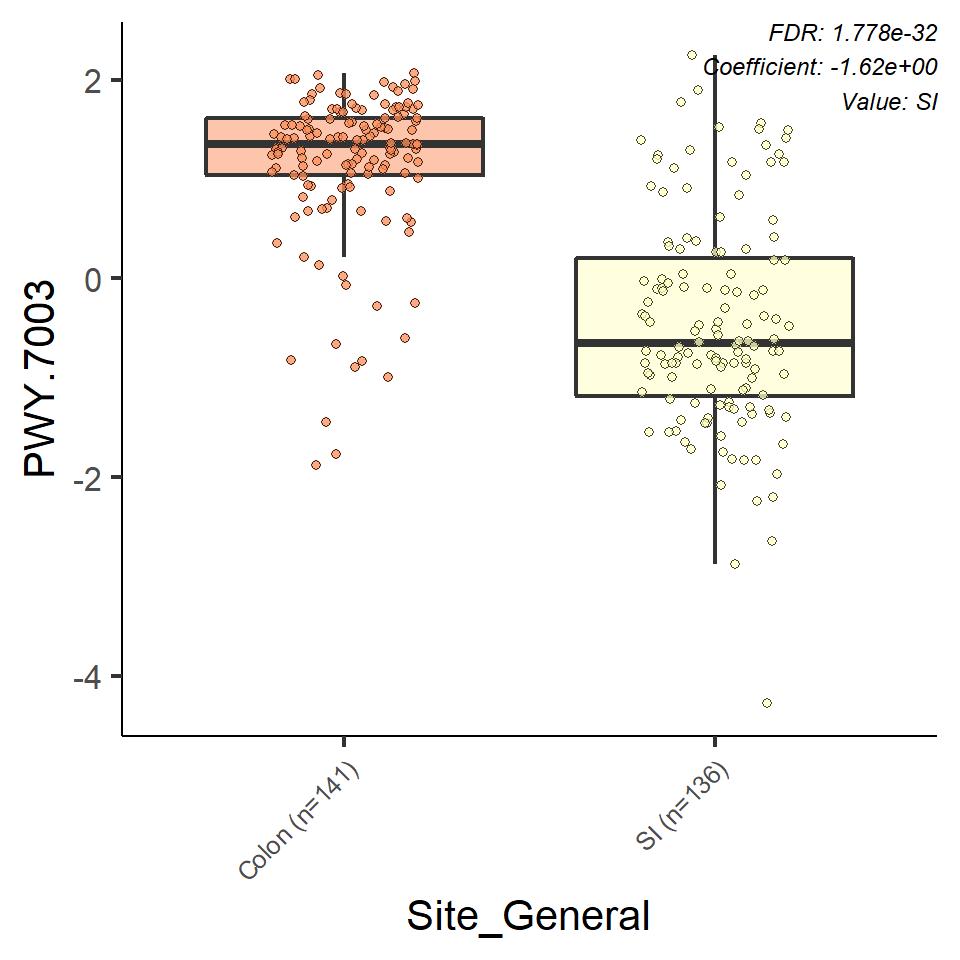 FDR: 1.778e-32
Coefficient: -1.62e+00
Value: SI
2
0
-2
-4
PWY.7003
Colon (n=141)
SI (n=136)
Site_General